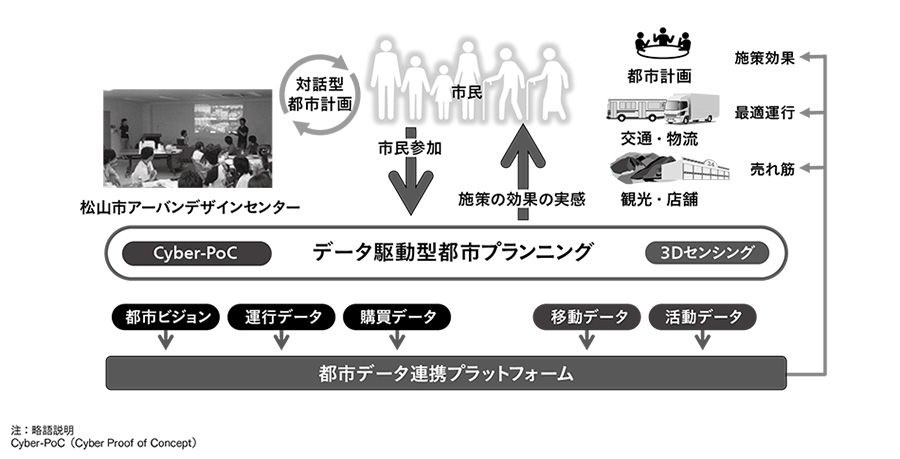 対話型
都市計画
市民
都市計画
施策効果
最適運行
交通・物流
市民参加
売れ筋
施策の効果の実感
観光・店舗
松山市アーバンデザインセンター
Cyber-PoC
データ駆動型都市プランニング
3Dセンシング
都市ビジョン
運行データ
購買データ
移動データ
活動データ
都市データ連携プラットフォーム
注：略語説明
Cyber-PoC（Cyber Proof of Concept）